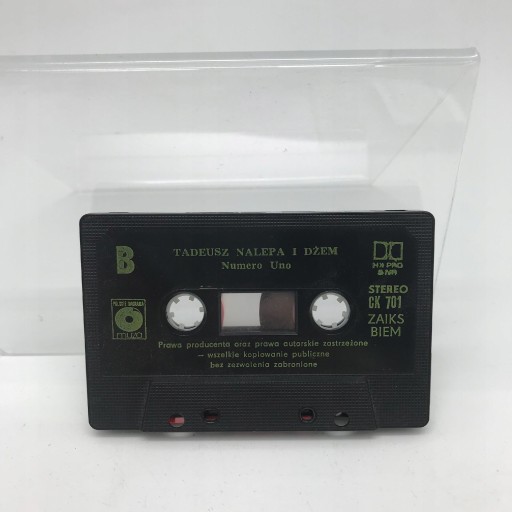 B
TADEUSZ NALEPA I DŻEM
Numero Uno
HX PRO
B NR
STEREO
CK 701
ZAIKS
BIEM
POLSKIE NAGRANIA
muza
Prawa producenta oraz prawa autorskie zastrzeżone
— wszelkie kopiowanie publiczne
bez zezwolenia zabronione